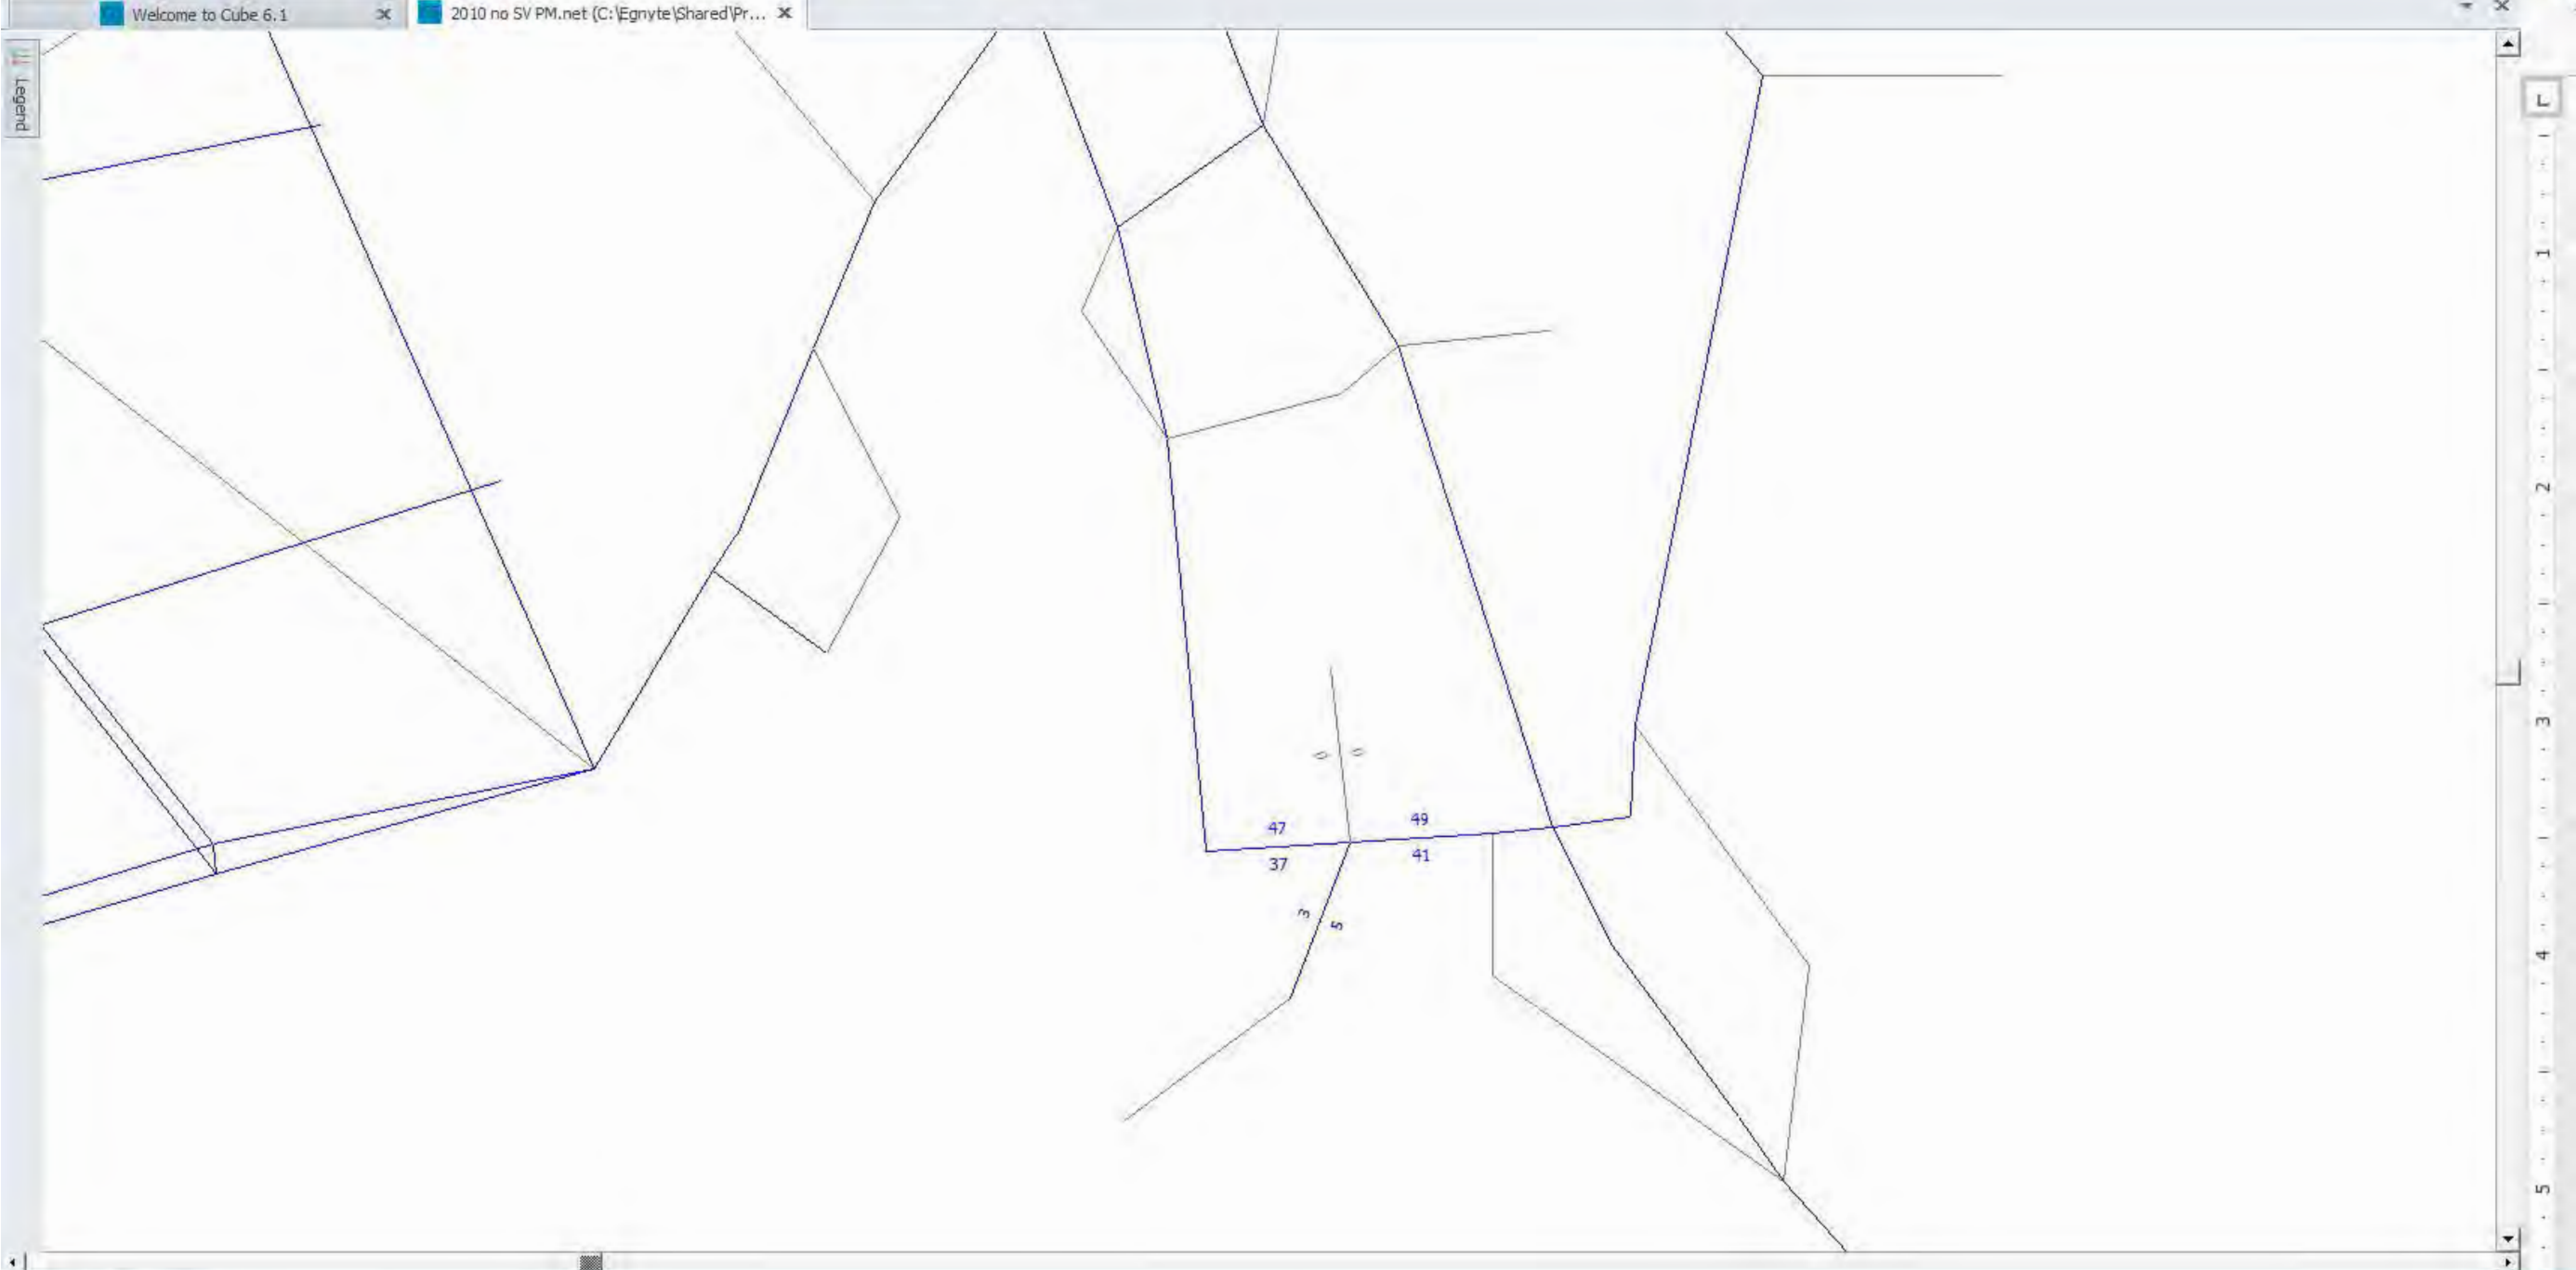 Welcome to Cube 6.1
2010 no SV PM.net (C:\Egnyte\Shared\Pr...
Legend
L
1
2
3
0 0
47 49
37 41
3 5
4
5